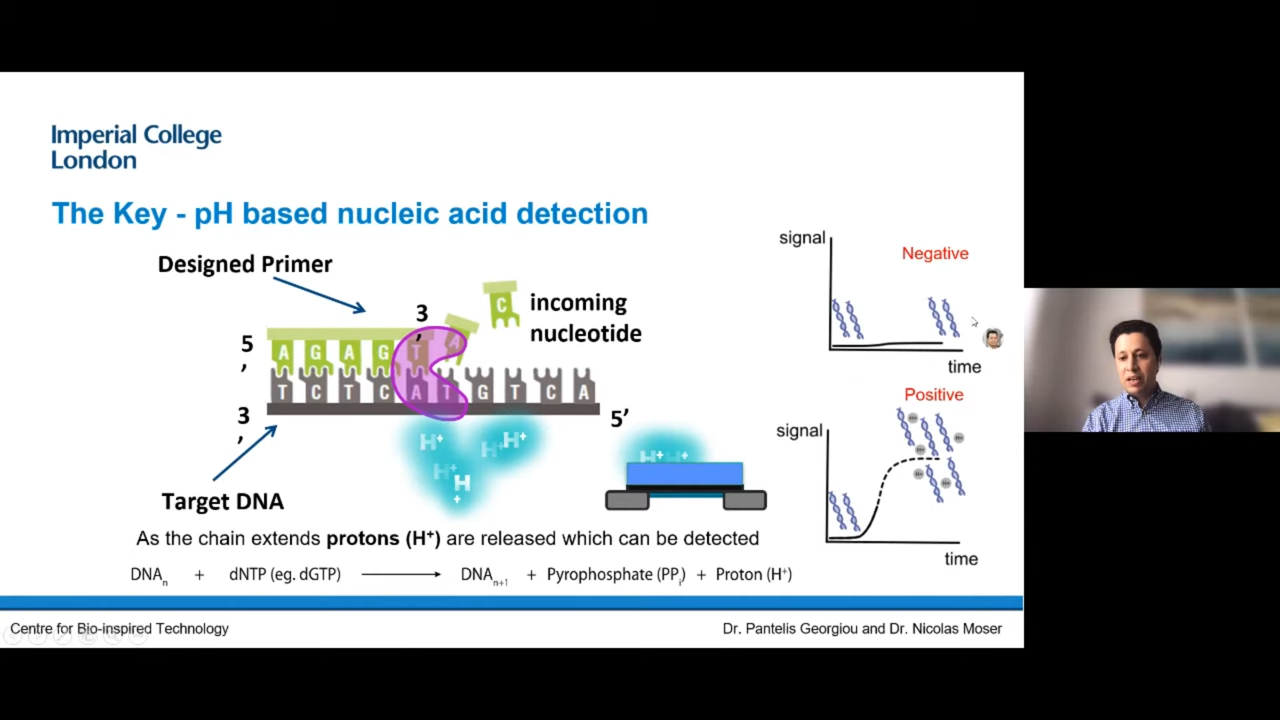 Imperial College
London
The Key - pH based nucleic acid detection
Designed Primer
3
’
C
incoming
nucleotide
5
’
A G A G T A
T C T C A T G T C A
3
’
5’
H+ H+ H+
H+ H
+
H+ H+
Target DNA
As the chain extends protons (H+) are released which can be detected
DNAn + dNTP (eg. dGTP) DNAn+1 + Pyrophosphate (PPi) + Proton (H+)
signal
Negative
time
Positive
signal
H+
H+
H+
H+
time
Centre for Bio-inspired Technology
Dr. Pantelis Georgiou and Dr. Nicolas Moser